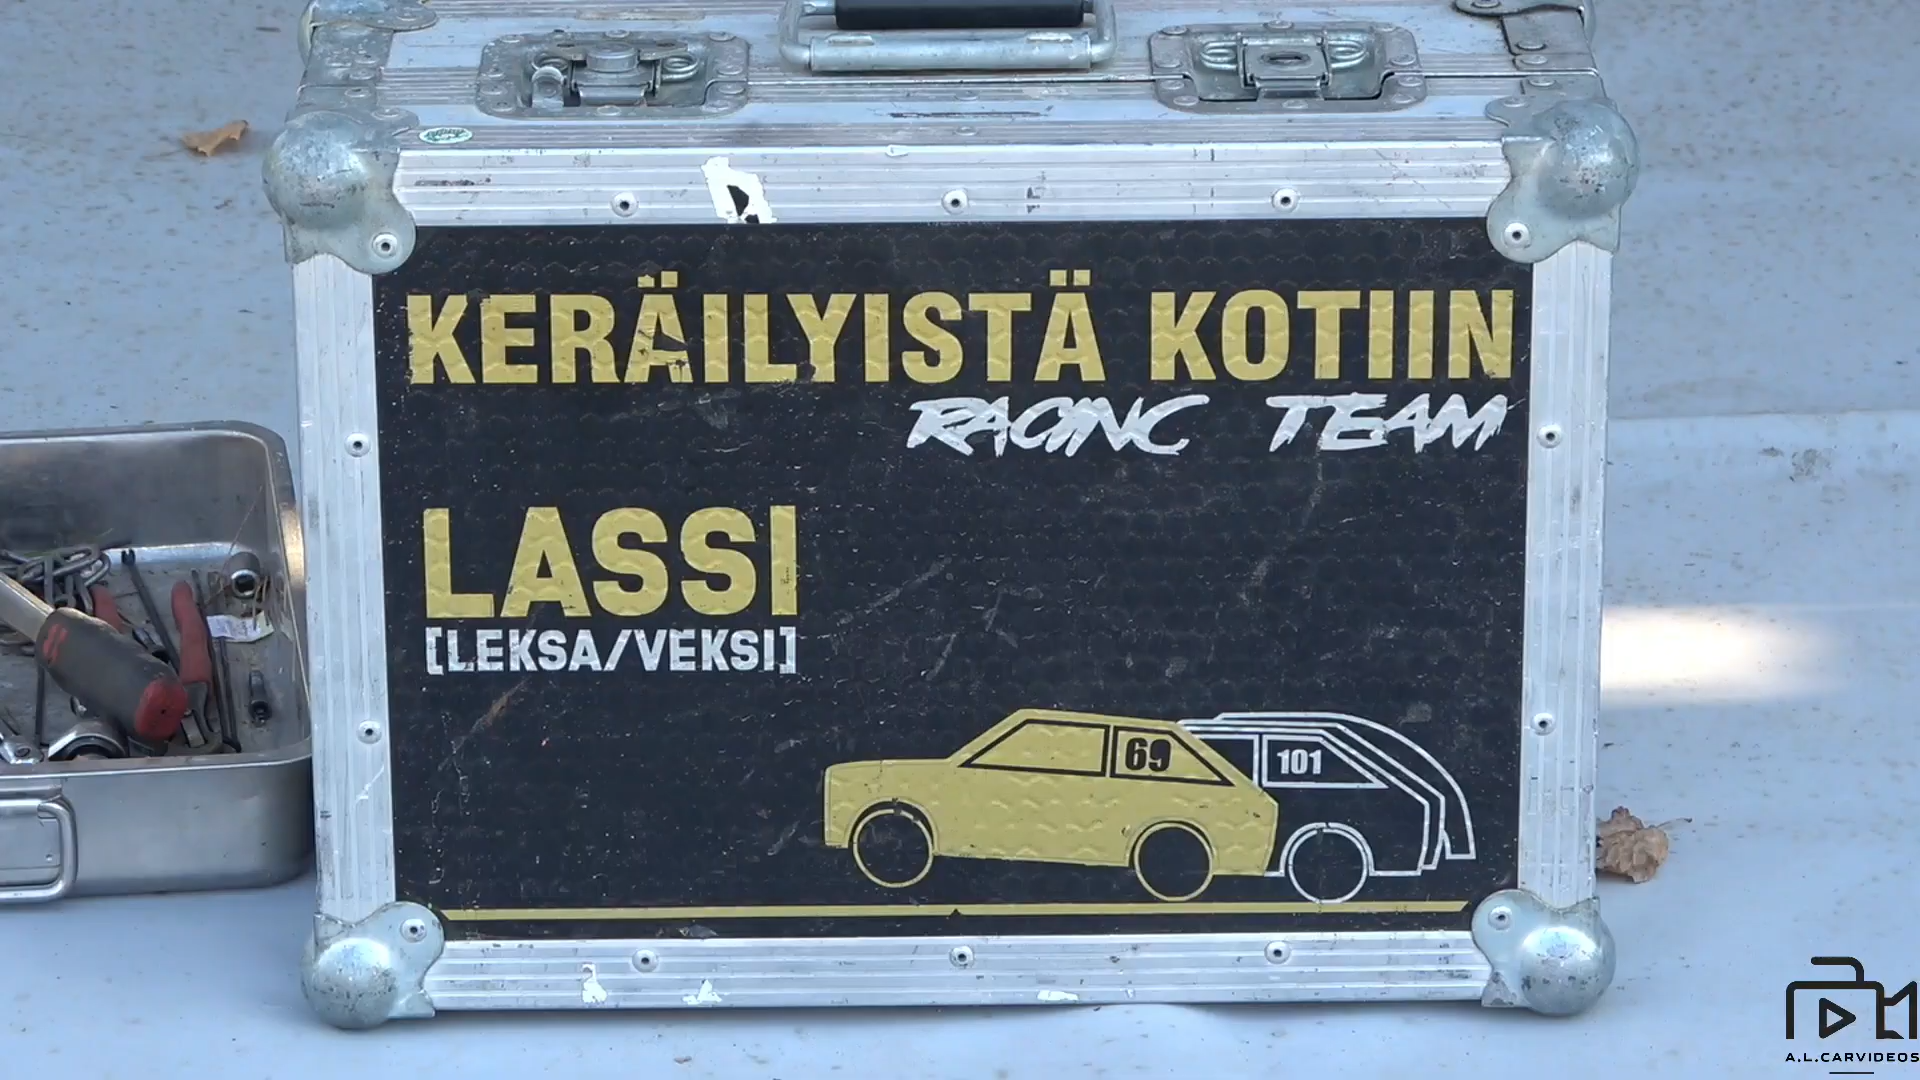 KERÄILYISTÄ KOTIIN
RACING TEAM
LASSI
[LEKSA/VEKSI]
69
101
A.L.CARVIDEOS